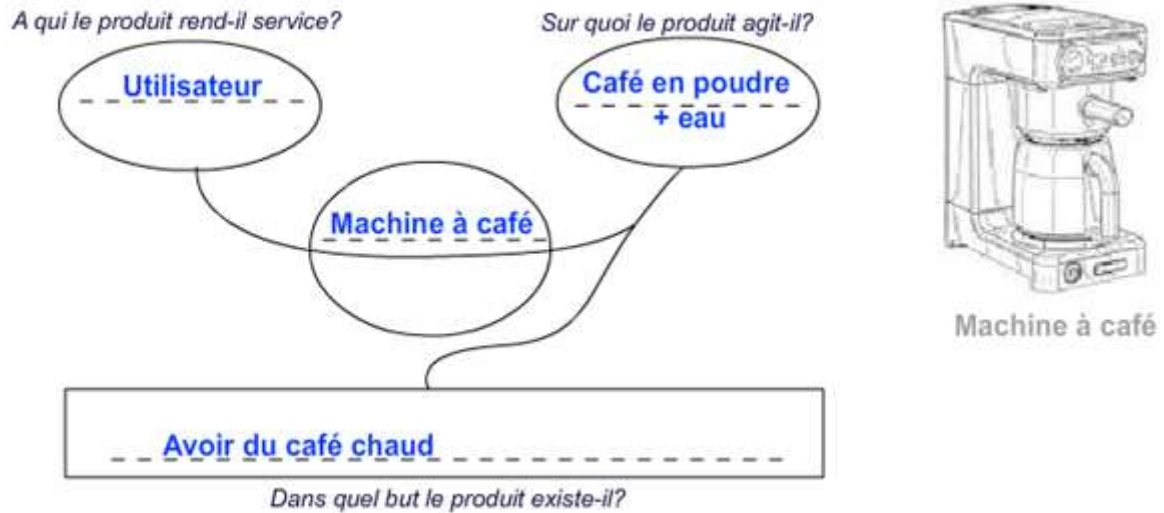 A qui le produit rend-il service?
Sur quoi le produit agit-il?
Utilisateur
Café en poudre
+ eau
Machine à café
Machine à café
Avoir du café chaud
Dans quel but le produit existe-il?